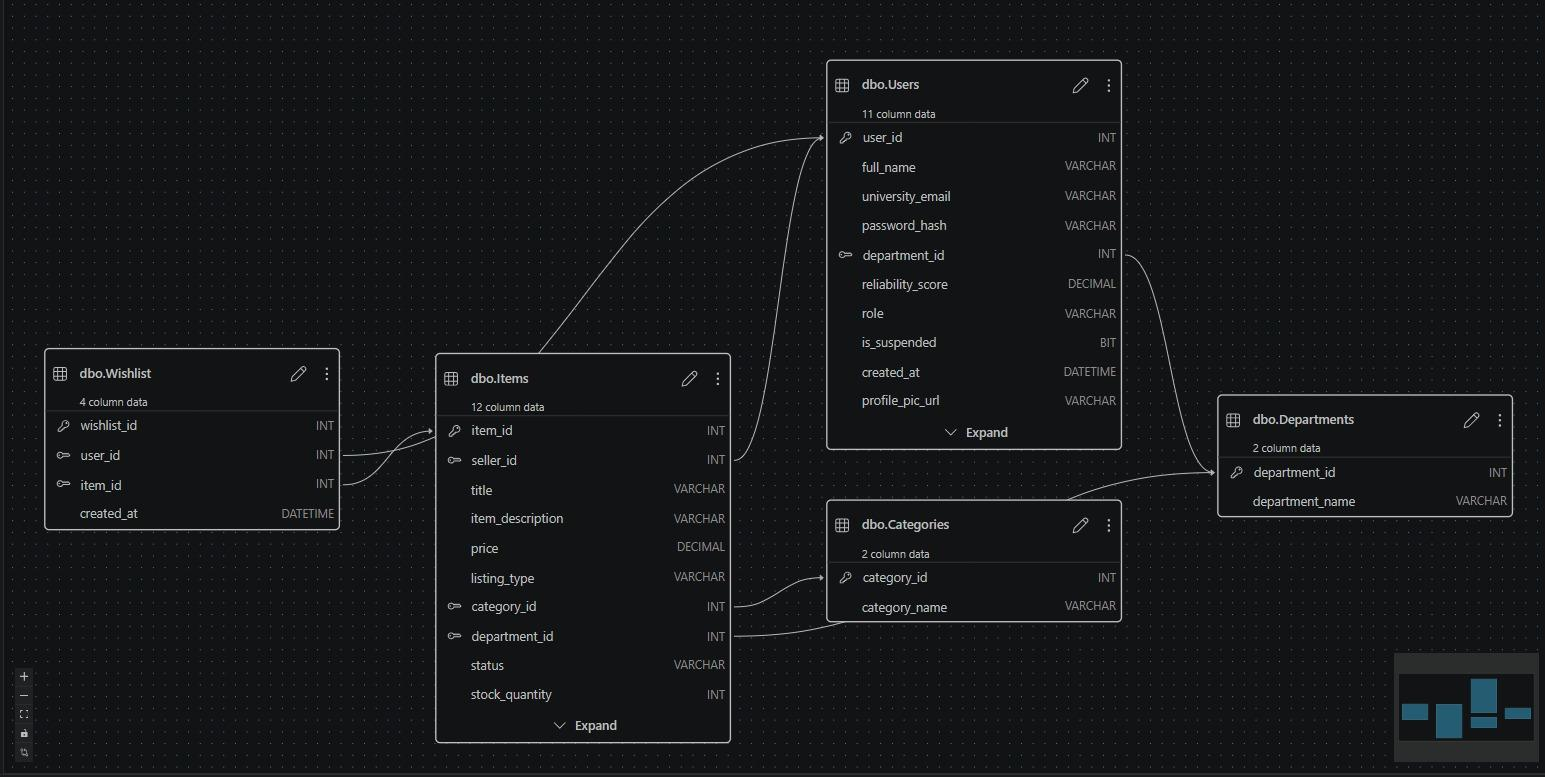 dbo.Users
11 column data
user_id INT
full_name VARCHAR
university_email VARCHAR
password_hash VARCHAR
department_id INT
reliability_score DECIMAL
role VARCHAR
is_suspended BIT
created_at DATETIME
profile_pic_url VARCHAR
Expand
dbo.Wishlist
4 column data
wishlist_id INT
user_id INT
item_id INT
created_at DATETIME
dbo.Items
12 column data
item_id INT
seller_id INT
title VARCHAR
item_description VARCHAR
price DECIMAL
listing_type VARCHAR
category_id INT
department_id INT
status VARCHAR
stock_quantity INT
Expand
dbo.Categories
2 column data
category_id INT
category_name VARCHAR
dbo.Departments
2 column data
department_id INT
department_name VARCHAR